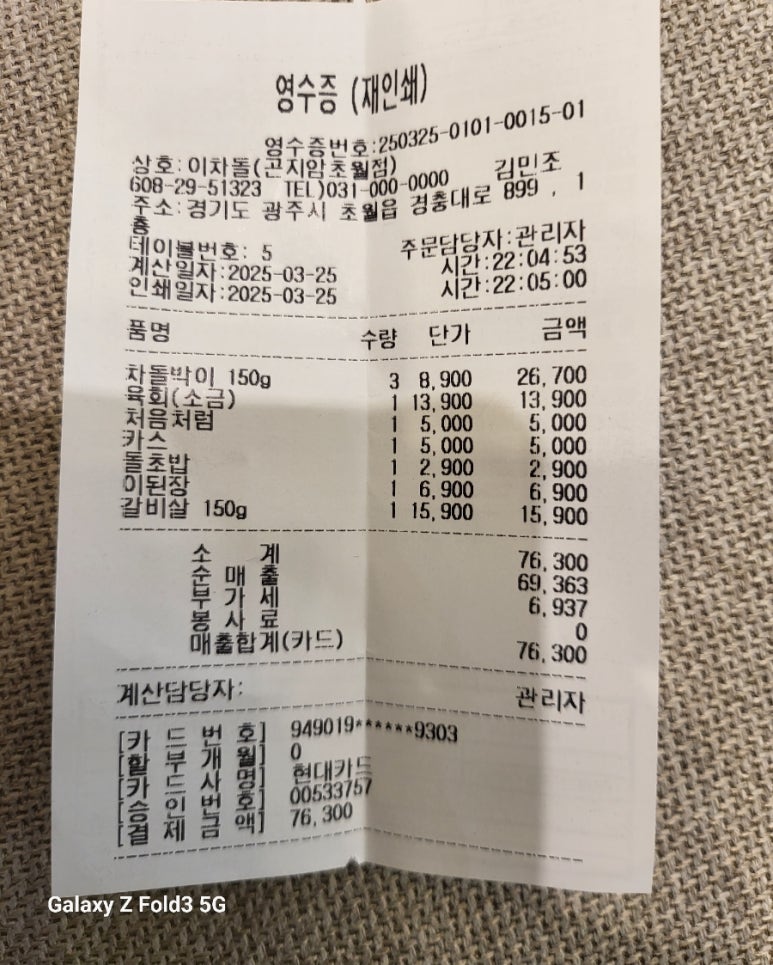 영수증 (재인쇄)
영수증번호:250325-0101-0015-01
상호:이차돌(곤지암초월점) 김민조
608-29-51323 TEL)031-000-0000
주소:경기도 광주시 초월읍 경충대로 899 , 1
층
테이블번호: 5 주문담당자:관리자
계산일자:2025-03-25 시간:22:04:53
인쇄일자:2025-03-25 시간:22:05:00
품명 수량 단가 금액
차돌박이 150g 3 8,900 26,700
육회(소금) 1 13,900 13,900
처음처럼 1 5,000 5,000
카스 1 5,000 5,000
돌초밥 1 2,900 2,900
이된장 1 6,900 6,900
갈비살 150g 1 15,900 15,900
소 계 76,300
순 매 출 69,363
부 가 세 6,937
봉 사 료 0
매출합계(카드) 76,300
계산담당자: 관리자
[카 드 번 호] 949019******9303
[할 부 개 월] 0
[카 드 사 명] 현대카드
[승 인 번 호] 00533757
[결 제 금 액] 76,300
Galaxy Z Fold3 5G